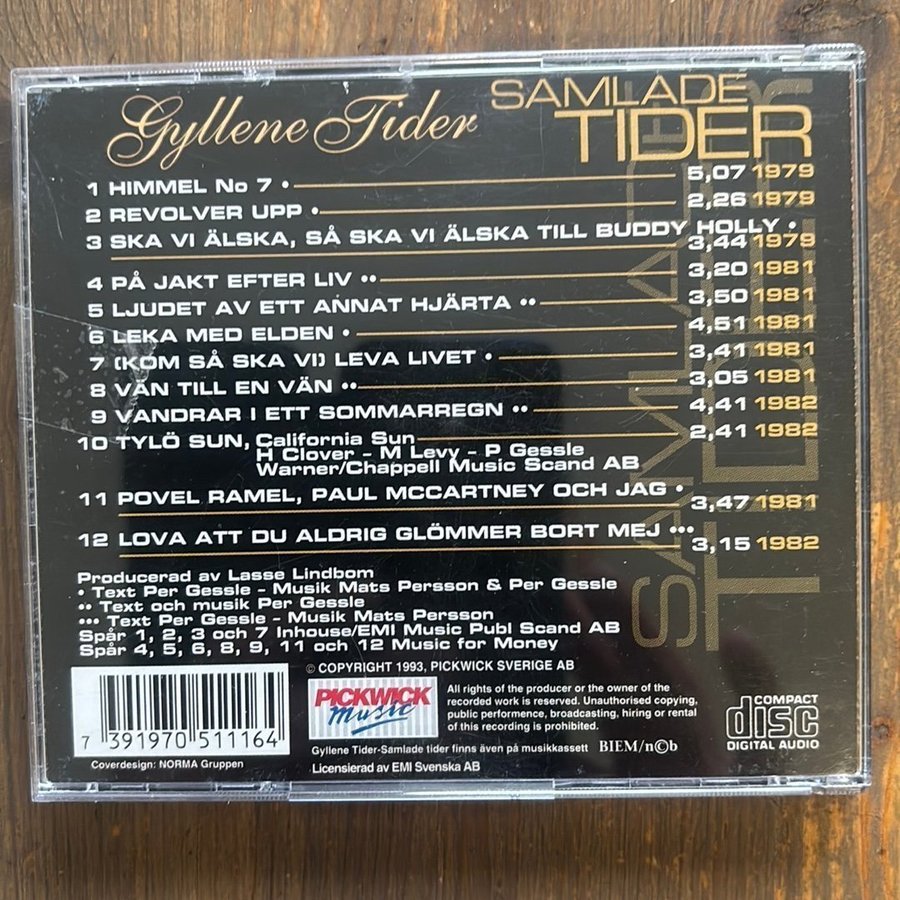 Gyllene Tider SAMLADE TIDER
1 HIMMEL No 7 • 5,07 1979
2 REVOLVER UPP • 2,26 1979
3 SKA VI ÄLSKA, SÅ SKA VI ÄLSKA TILL BUDDY HOLLY •
3,44 1979
4 PÅ JAKT EFTER LIV •• 3,20 1981
5 LJUDET AV ETT ANNAT HJÄRTA •• 3,50 1981
6 LEKA MED ELDEN • 4,51 1981
7 (KOM SÅ SKA VI) LEVA LIVET • 3,41 1981
8 VÄN TILL EN VÄN •• 3,05 1981
9 VANDRAR I ETT SOMMARREGN •• 4,41 1982
10 TYLÖ SUN, California Sun 2,41 1982
H Clover - M Levy - P Gessle
Warner/Chappell Music Scand AB
11 POVEL RAMEL, PAUL MCCARTNEY OCH JAG •
3,47 1981
12 LOVA ATT DU ALDRIG GLÖMMER BORT MEJ •••
3,15 1982
SAMLADE
TIDER
Producerad av Lasse Lindbom
• Text Per Gessle - Musik Mats Persson & Per Gessle
•• Text och musik Per Gessle
••• Text Per Gessle - Musik Mats Persson
Spår 1, 2, 3 och 7 Inhouse/EMI Music Publ Scand AB
Spår 4, 5, 6, 8, 9, 11 och 12 Music for Money
© COPYRIGHT 1993, PICKWICK SVERIGE AB
PICKWICK
Music
All rights of the producer or the owner of the
recorded work is reserved. Unauthorised copying,
public performence, broadcasting, hiring or rental
of this recording is prohibited.
COMPACT
disc
DIGITAL AUDIO
7 391970 511164
Gyllene Tider-Samlade tider finns även på musikkassett BIEM/n©b
Coverdesign: NORMA Gruppen
Licensierad av EMI Svenska AB